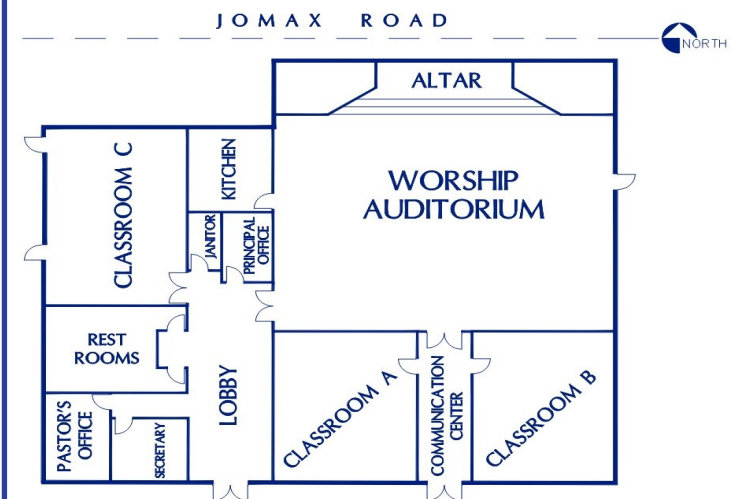 JOMAX ROAD
NORTH
ALTAR
WORSHIP
AUDITORIUM
CLASSROOM C
KITCHEN
JANITOR
PRINCIPAL
OFFICE
REST
ROOMS
LOBBY
PASTOR'S
OFFICE
SECRETARY
CLASSROOM A
COMMUNICATION
CENTER
CLASSROOM B